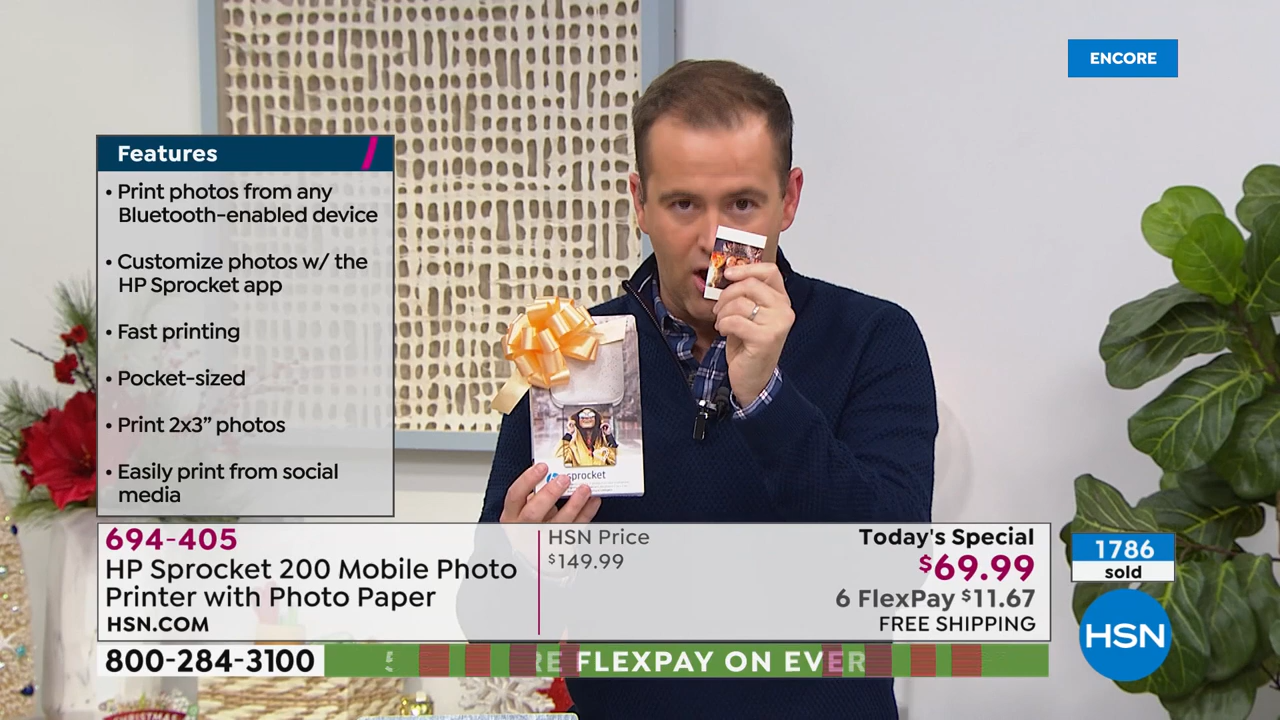 ENCORE
Features
• Print photos from any
Bluetooth-enabled device
• Customize photos w/ the
HP Sprocket app
• Fast printing
• Pocket-sized
• Print 2x3” photos
• Easily print from social
media
sprocket
694-405
HP Sprocket 200 Mobile Photo
Printer with Photo Paper
HSN.COM
HSN Price
$149.99
Today's Special
$69.99
6 FlexPay $11.67
FREE SHIPPING
1786
sold
HSN
800-284-3100
RE FLEXPAY ON EVER
CHRISTMAS